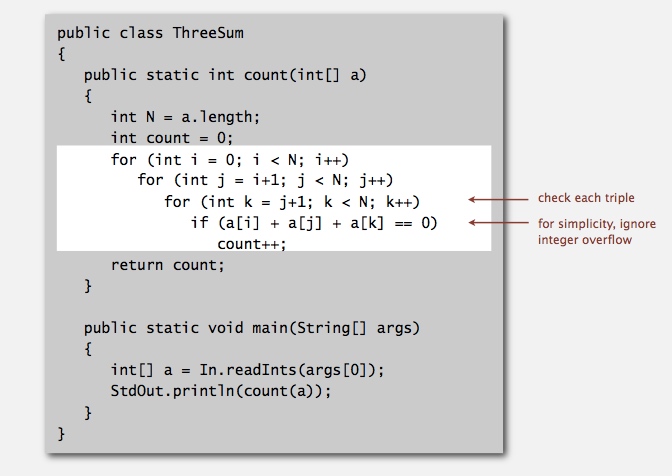 public class ThreeSum
{
public static int count(int[] a)
{
int N = a.length;
int count = 0;
for (int i = 0; i < N; i++)
for (int j = i+1; j < N; j++)
for (int k = j+1; k < N; k++)
check each triple
if (a[i] + a[j] + a[k] == 0)
for simplicity, ignore
integer overflow
count++;
return count;
}
public static void main(String[] args)
{
int[] a = In.readInts(args[0]);
StdOut.println(count(a));
}
}